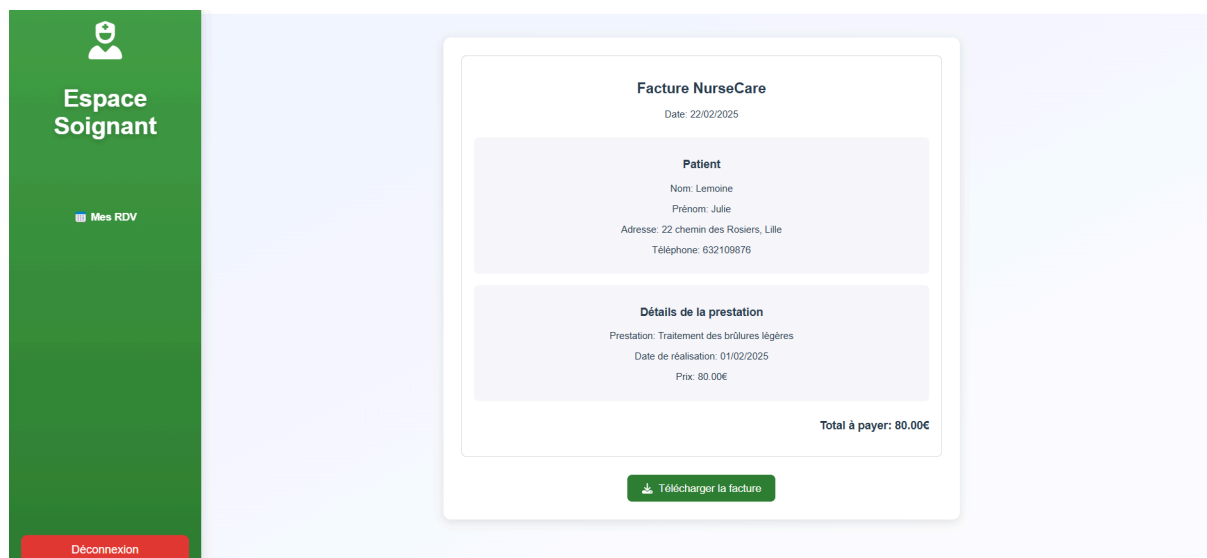 Espace
Soignant
Mes RDV
Déconnexion
Facture NurseCare
Date: 22/02/2025
Patient
Nom: Lemoine
Prénom: Julie
Adresse: 22 chemin des Rosiers, Lille
Téléphone: 632109876
Détails de la prestation
Prestation: Traitement des brûlures légères
Date de réalisation: 01/02/2025
Prix: 80.00€
Total à payer: 80.00€
Télécharger la facture